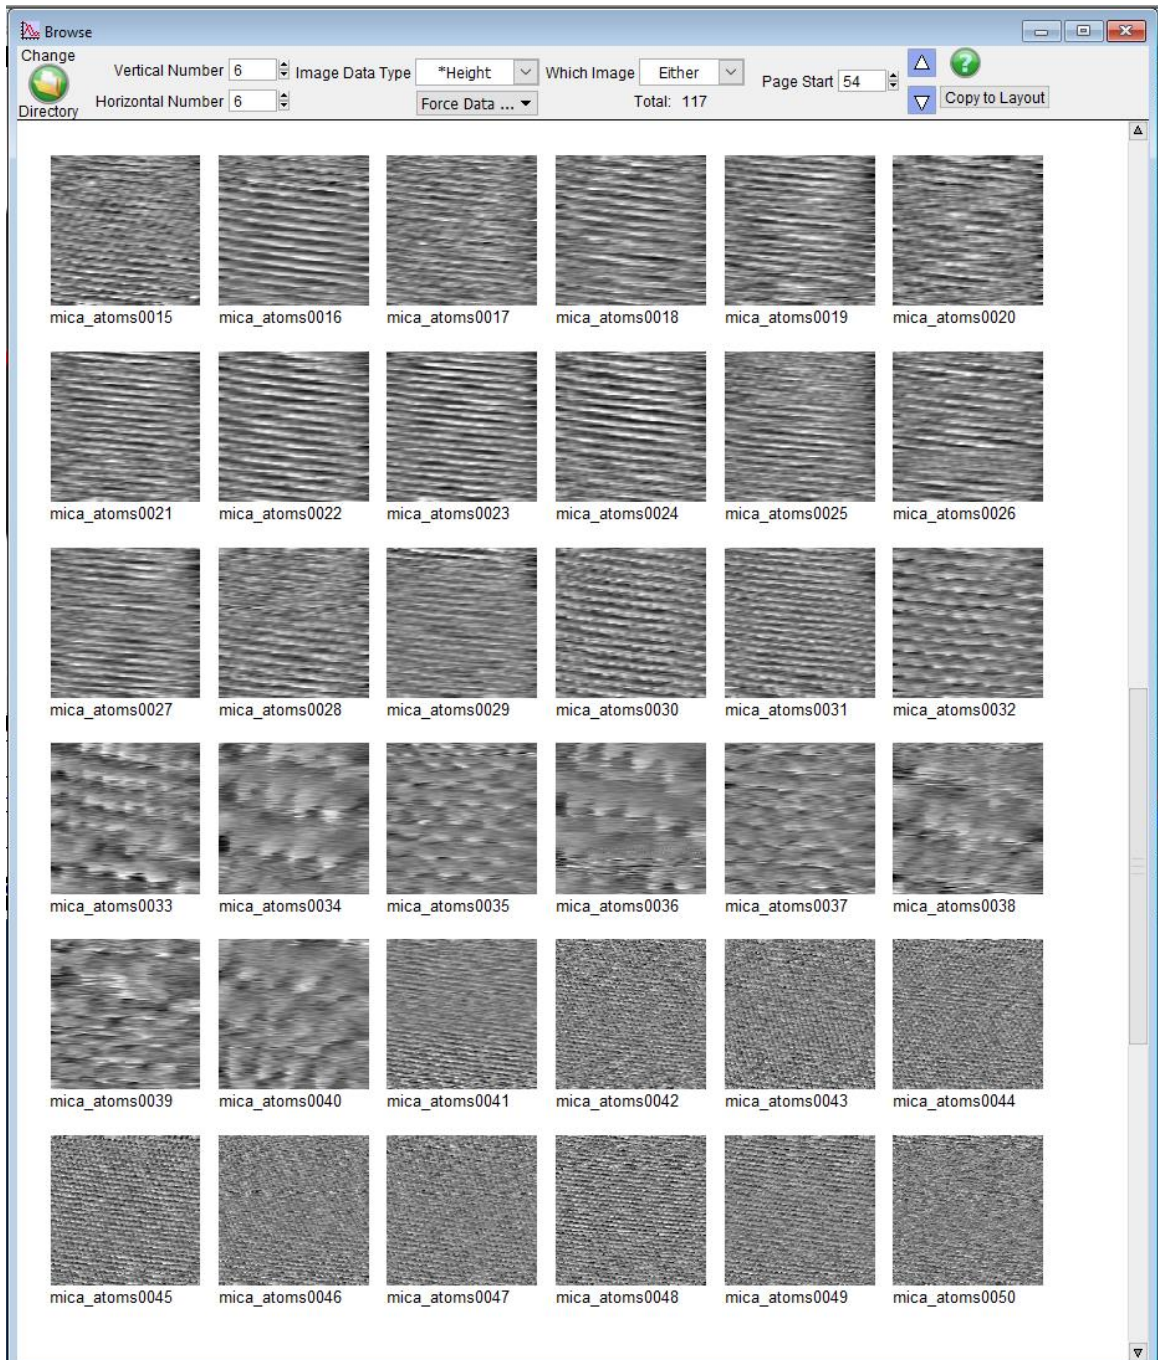 Browse
Change
Directory
Vertical Number 6
Horizontal Number 6
Image Data Type *Height
Force Data ...
Which Image Either
Total: 117
Page Start 54
?
Copy to Layout
mica_atoms0015 mica_atoms0016 mica_atoms0017 mica_atoms0018 mica_atoms0019 mica_atoms0020
mica_atoms0021 mica_atoms0022 mica_atoms0023 mica_atoms0024 mica_atoms0025 mica_atoms0026
mica_atoms0027 mica_atoms0028 mica_atoms0029 mica_atoms0030 mica_atoms0031 mica_atoms0032
mica_atoms0033 mica_atoms0034 mica_atoms0035 mica_atoms0036 mica_atoms0037 mica_atoms0038
mica_atoms0039 mica_atoms0040 mica_atoms0041 mica_atoms0042 mica_atoms0043 mica_atoms0044
mica_atoms0045 mica_atoms0046 mica_atoms0047 mica_atoms0048 mica_atoms0049 mica_atoms0050